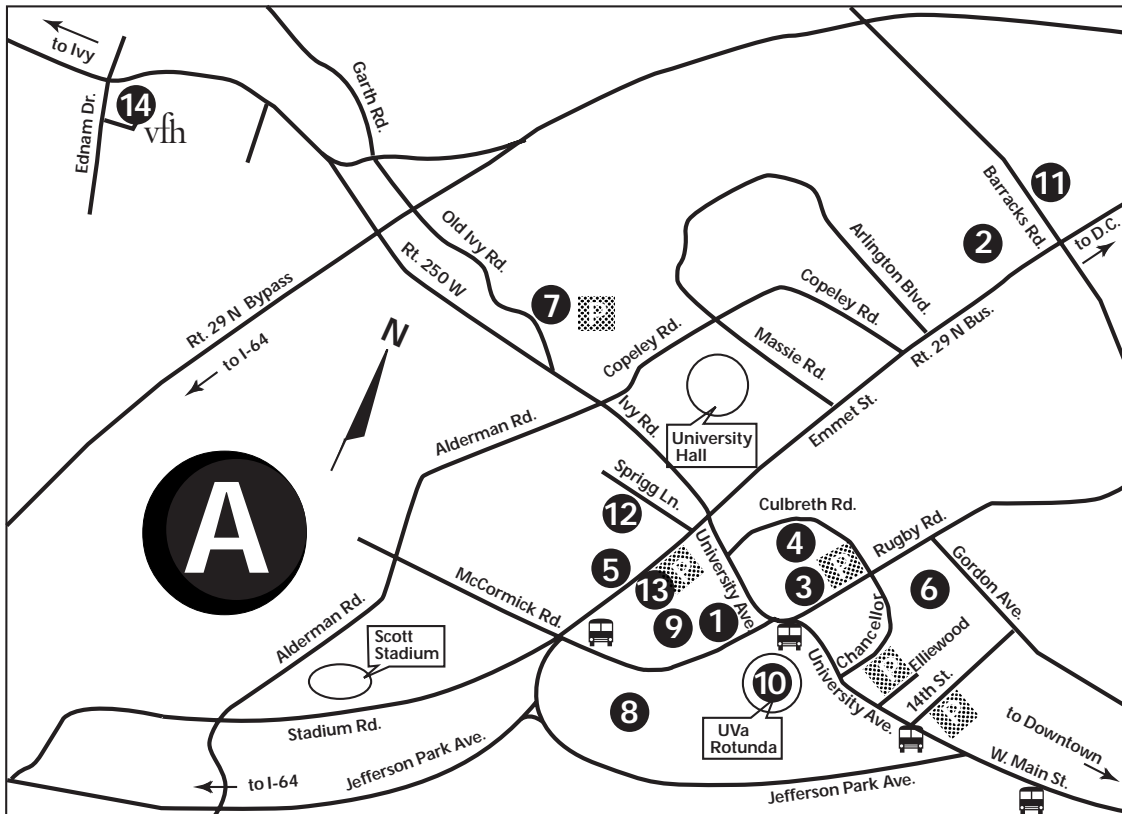 to Ivy
Ednam Dr.
14
vfh
Garth Rd.
Old Ivy Rd.
Rt. 250 W
Rt. 29 N Bypass
to I-64
7
P
N
Barracks Rd.
11
2
to D.C.
Arlington Blvd.
Copeley Rd.
Copeley Rd.
Massie Rd.
Rt. 29 N Bus.
Emmet St.
University
Hall
Ivy Rd.
Alderman Rd.
A
Sprigg Ln.
12
Culbreth Rd.
4
Rugby Rd.
P
3
5
13
P
University Ave.
McCormick Rd.
9
1
6
Gordon Ave.
Chancellor
Elliewood
P
14th St.
P
Alderman Rd.
Scott
Stadium
Stadium Rd.
8
10
UVa
Rotunda
University Ave.
to Downtown
W. Main St.
Jefferson Park Ave.
Jefferson Park Ave.
to I-64